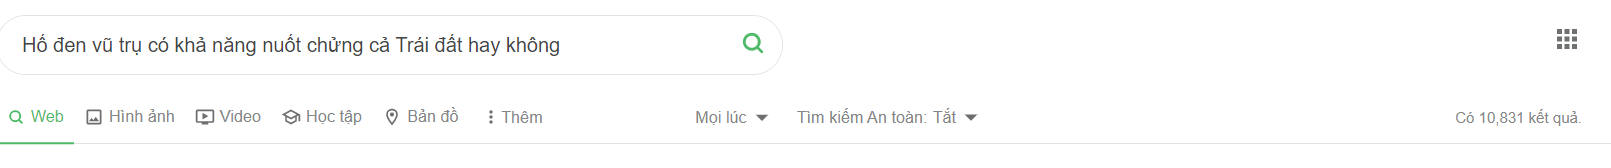 Hố đen vũ trụ có khả năng nuốt chửng cả Trái đất hay không
Web Hình ảnh Video Học tập Bản đồ Thêm Mọi lúc Tìm kiếm An toàn: Tắt Có 10,831 kết quả.